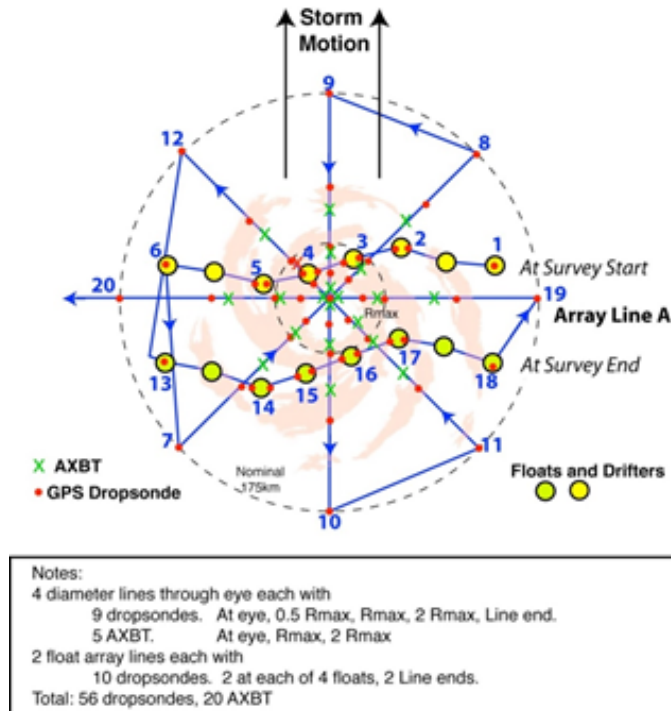 Storm
Motion
9
12
8
6
5
4
3
2
1
At Survey Start
20
Rmax
19
Array Line A
At Survey End
13
14
15
16
17
18
7
11
AXBT
GPS Dropsonde
Nominal
175km
10
Floats and Drifters
Notes:
4 diameter lines through eye each with
9 dropsondes. At eye, 0.5 Rmax, Rmax, 2 Rmax, Line end.
5 AXBT. At eye, Rmax, 2 Rmax
2 float array lines each with
10 dropsondes. 2 at each of 4 floats, 2 Line ends.
Total: 56 dropsondes, 20 AXBT